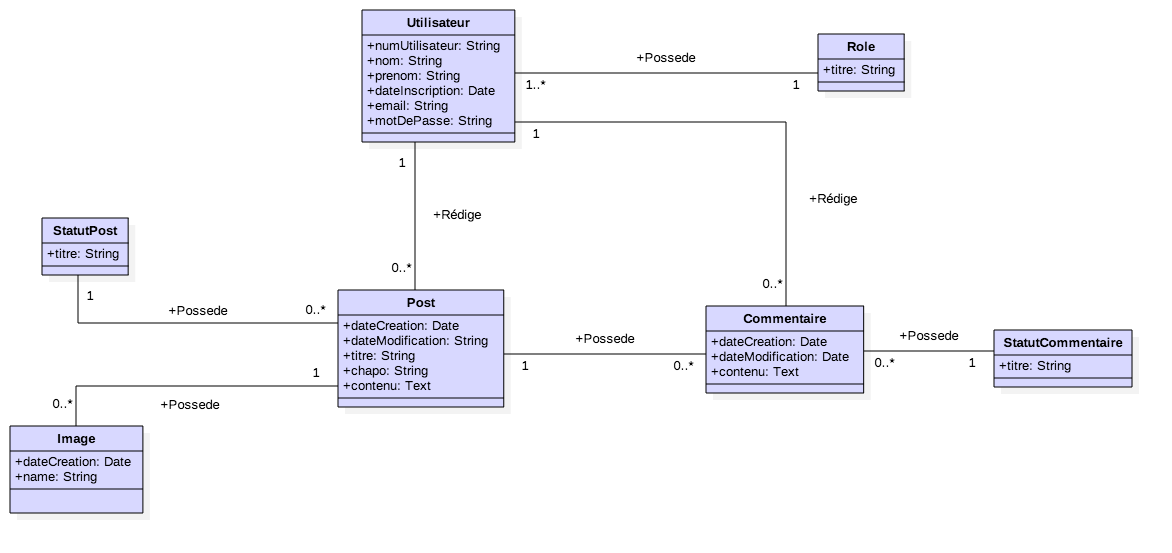 Utilisateur
+numUtilisateur: String
+nom: String
+prenom: String
+dateInscription: Date
+email: String
+motDePasse: String
+Possede
1..*
1
Role
+titre: String
1
+Rédige
0..*
1
+Rédige
0..*
StatutPost
+titre: String
1
+Possede
0..*
Post
+dateCreation: Date
+dateModification: String
+titre: String
+chapo: String
+contenu: Text
+Possede
1
0..*
Commentaire
+dateCreation: Date
+dateModification: Date
+contenu: Text
+Possede
0..*
1
StatutCommentaire
+titre: String
1
0..*
+Possede
Image
+dateCreation: Date
+name: String